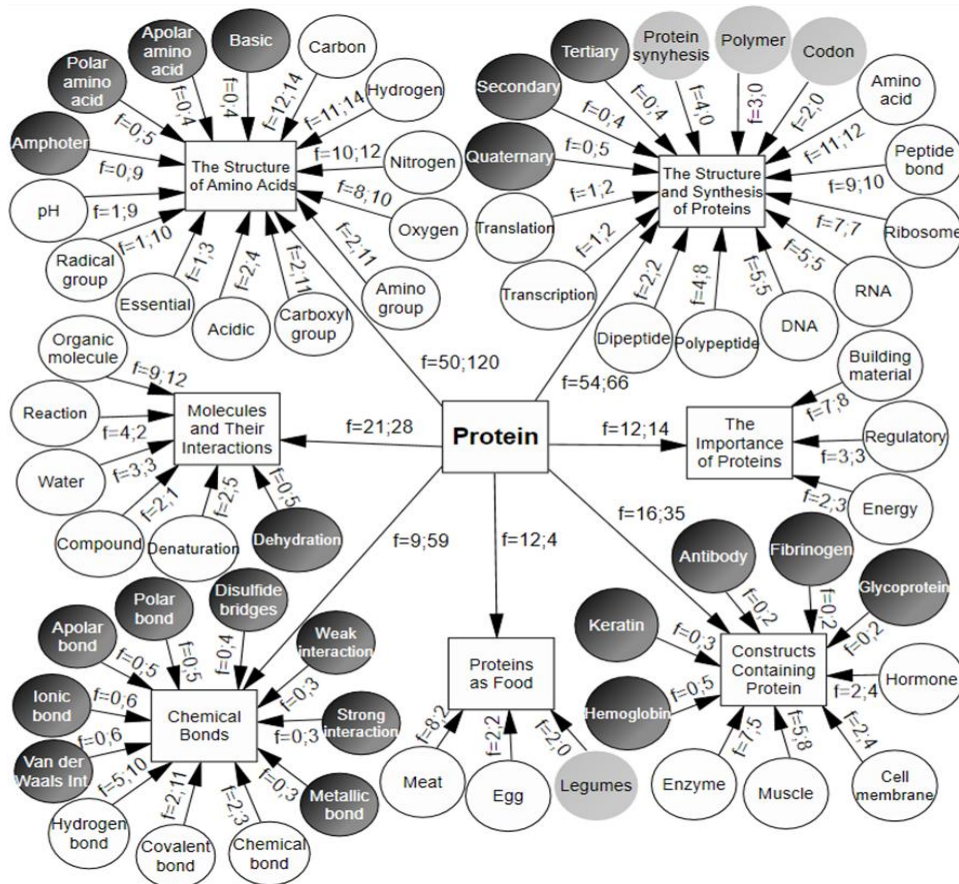 Polar
amino acid
Apolar
amino
acid
Basic
Carbon
Hydrogen
Nitrogen
Oxygen
Amino
group
Carboxyl
group
Acidic
Essential
Radical
group
pH
Amphoter
f=0;5
f=0;4
f=0;4
f=12;14
f=11;14
f=10;12
f=8;10
f=2;11
f=2;11
f=2;4
f=1;3
f=1;10
f=1;9
f=0;9
The Structure
of Amino Acids
f=50;120
Secondary
Tertiary
Protein
synyhesis
Polymer
Codon
Amino
acid
Peptide
bond
Ribosome
RNA
DNA
Polypeptide
Dipeptide
Transcription
Translation
Quaternary
f=0;4
f=0;4
f=4;0
f=3;0
f=2;0
f=11;12
f=9;10
f=7;7
f=5;5
f=5;5
f=4;8
f=2;2
f=1;2
f=1;2
f=0;5
The Structure
and Synthesis
of Proteins
f=54;66
Organic
molecule
Reaction
Water
Compound
Denaturation
Dehydration
f=9;12
f=4;2
f=3;3
f=2;1
f=2;5
f=0;5
Molecules
and Their
Interactions
f=21;28
Protein
f=12;14
The
Importance
of Proteins
Building
material
Regulatory
Energy
f=7;8
f=3;3
f=2;3
f=9;59
f=12;4
f=16;35
Apolar
bond
Polar
bond
Disulfide
bridges
Weak
interaction
Strong
interaction
Metallic
bond
Chemical
bond
Covalent
bond
Hydrogen
bond
Van der
Waals Int.
Ionic
bond
f=0;5
f=0;5
f=0;4
f=0;3
f=0;3
f=0;3
f=2;3
f=2;11
f=5;10
f=0;6
f=0;6
Chemical
Bonds
Proteins
as Food
f=8;2
f=2;2
f=2;0
Meat
Egg
Legumes
Keratin
Antibody
Fibrinogen
Glycoprotein
Hormone
Cell
membrane
Muscle
Enzyme
Hemoglobin
f=0;3
f=0;2
f=0;2
f=0;2
f=2;4
f=2;4
f=5;8
f=7;5
f=0;5
Constructs
Containing
Protein